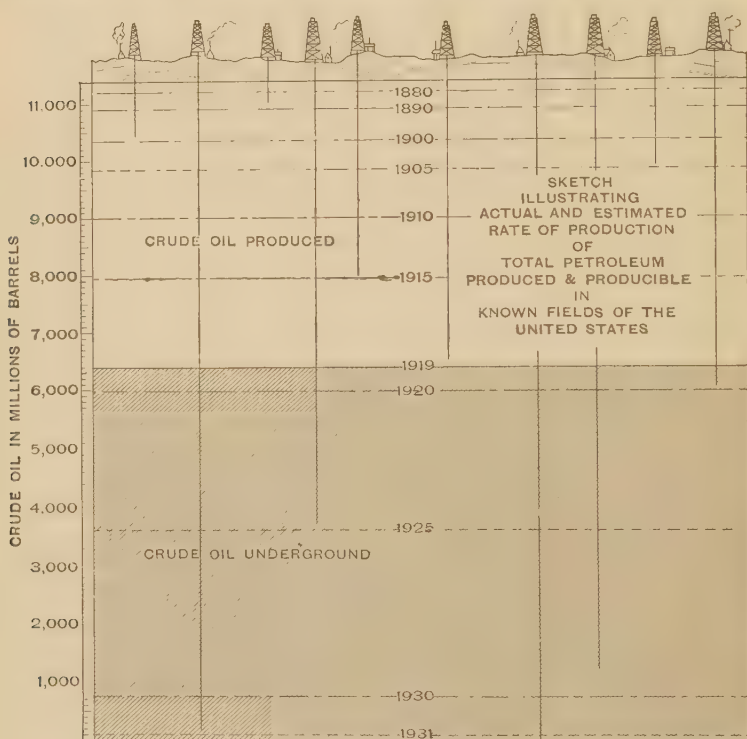 11.000
10.000
9,000
8,000
7,000
6,000
5,000
4,000
3,000
2,000
1,000
CRUDE OIL IN MILLIONS OF BARRELS
1880
1890
1900
1905
1910
1915
1919
1920
1925
1930
1931
CRUDE OIL PRODUCED
CRUDE OIL UNDERGROUND
SKETCH
ILLUSTRATING
ACTUAL AND ESTIMATED
RATE OF PRODUCTION
OF
TOTAL PETROLEUM
PRODUCED & PRODUCIBLE
IN
KNOWN FIELDS OF THE
UNITED STATES